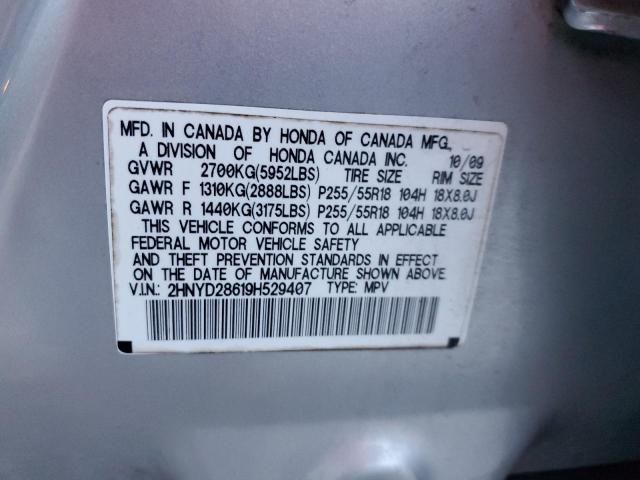 MFD. IN CANADA BY HONDA OF CANADA MFG.,
A DIVISION OF HONDA CANADA INC. 10/09
GVWR 2700KG(5952LBS) TIRE SIZE RIM SIZE
GAWR F 1310KG(2888LBS) P255/55R18 104H 18X8.0J
GAWR R 1440KG(3175LBS) P255/55R18 104H 18X8.0J
THIS VEHICLE CONFORMS TO ALL APPLICABLE
FEDERAL MOTOR VEHICLE SAFETY
AND THEFT PREVENTION STANDARDS IN EFFECT
ON THE DATE OF MANUFACTURE SHOWN ABOVE.
V.I.N.: 2HNYD28619H529407 TYPE: MPV